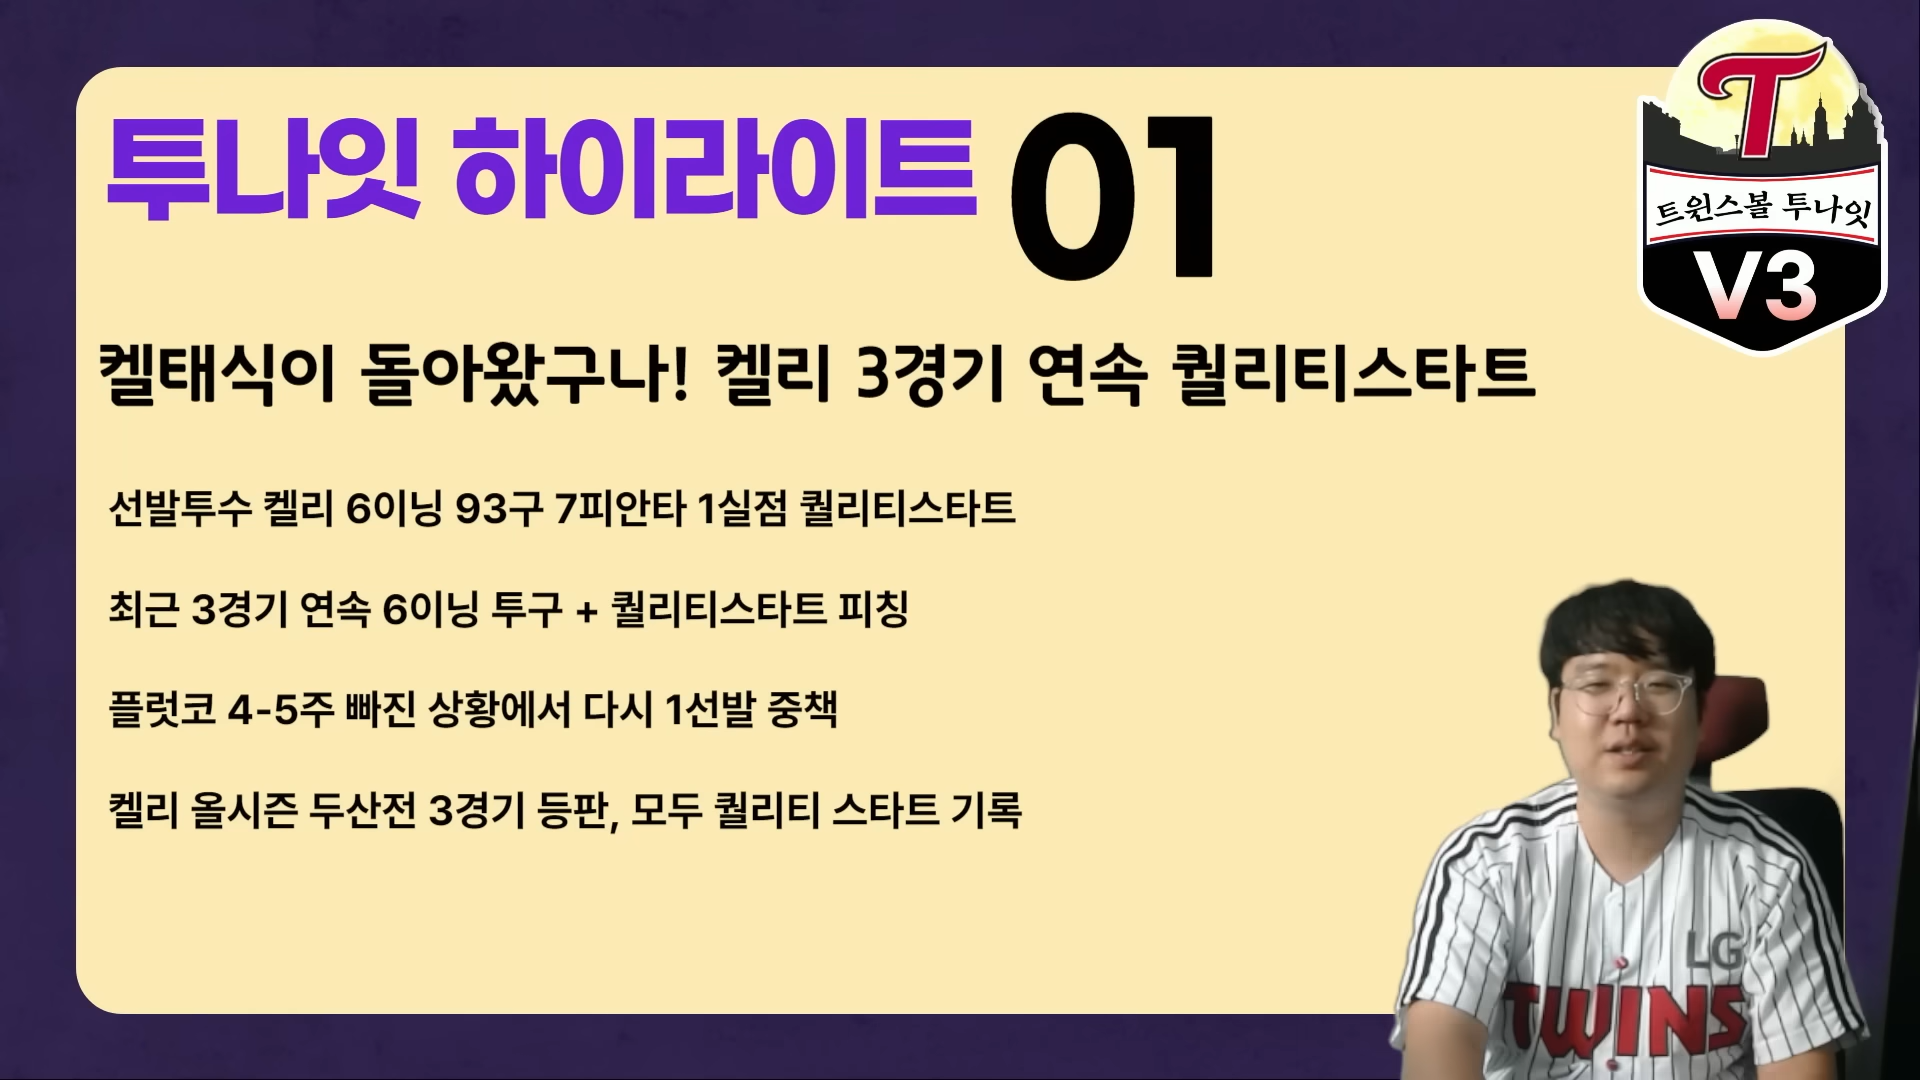 투나잇 하이라이트 01
T
트윈스볼 투나잇
V3
켈태식이 돌아왔구나! 켈리 3경기 연속 퀄리티스타트
선발투수 켈리 6이닝 93구 7피안타 1실점 퀄리티스타트
최근 3경기 연속 6이닝 투구 + 퀄리티스타트 피칭
플럿코 4-5주 빠진 상황에서 다시 1선발 중책
켈리 올시즌 두산전 3경기 등판, 모두 퀄리티 스타트 기록
LG
TWINS